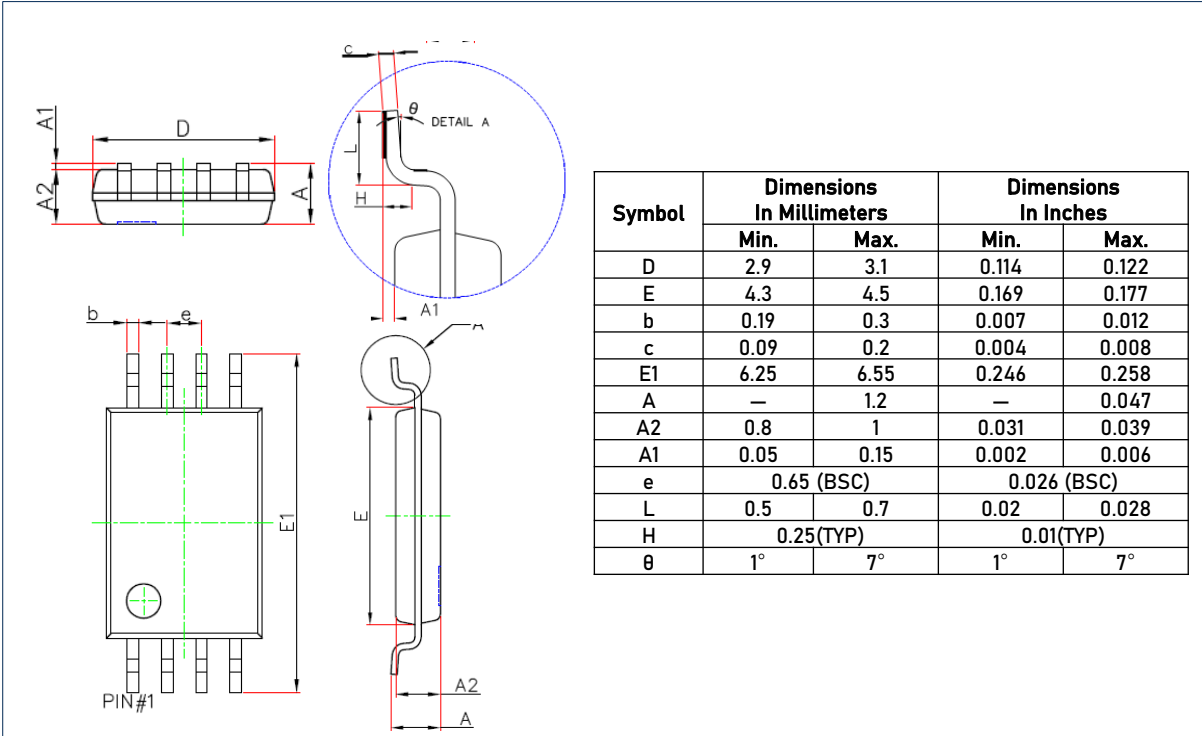 c
θ
DETAIL A
L
H
A1
A1
D
A2
A
b
e
E1
PIN#1
A
E
A2
A
Symbol Dimensions In Millimeters Dimensions In Inches
Min. Max. Min. Max.
D 2.9 3.1 0.114 0.122
E 4.3 4.5 0.169 0.177
b 0.19 0.3 0.007 0.012
c 0.09 0.2 0.004 0.008
E1 6.25 6.55 0.246 0.258
A — 1.2 — 0.047
A2 0.8 1 0.031 0.039
A1 0.05 0.15 0.002 0.006
e 0.65 (BSC) 0.026 (BSC)
L 0.5 0.7 0.02 0.028
H 0.25(TYP) 0.01(TYP)
θ 1° 7° 1° 7°